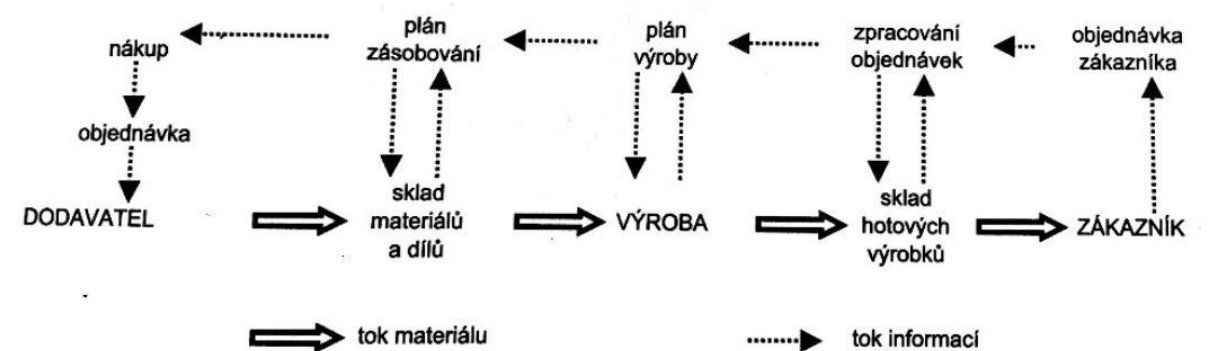 nákup
plán
zásobování
plán
výroby
zpracování
objednávek
objednávka
zákazníka
objednávka
DODAVATEL
sklad
materiálů
a dílů
VÝROBA
sklad
hotových
výrobků
ZÁKAZNÍK
tok materiálu
tok informací